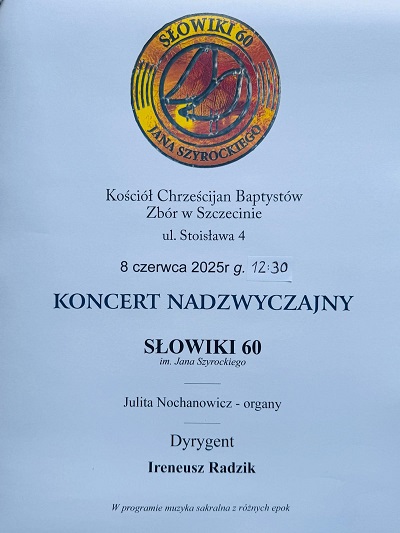 SŁOWIKI 60
JANA SZYROCKIEGO
Kościół Chrześcijan Baptystów
Zbór w Szczecinie
ul. Stoisława 4
8 czerwca 2025r g. 12:30
KONCERT NADZWYCZAJNY
SŁOWIKI 60
im. Jana Szyrockiego
Julita Nochanowicz - organy
Dyrygent
Ireneusz Radzik
W programie muzyka sakralna z różnych epok